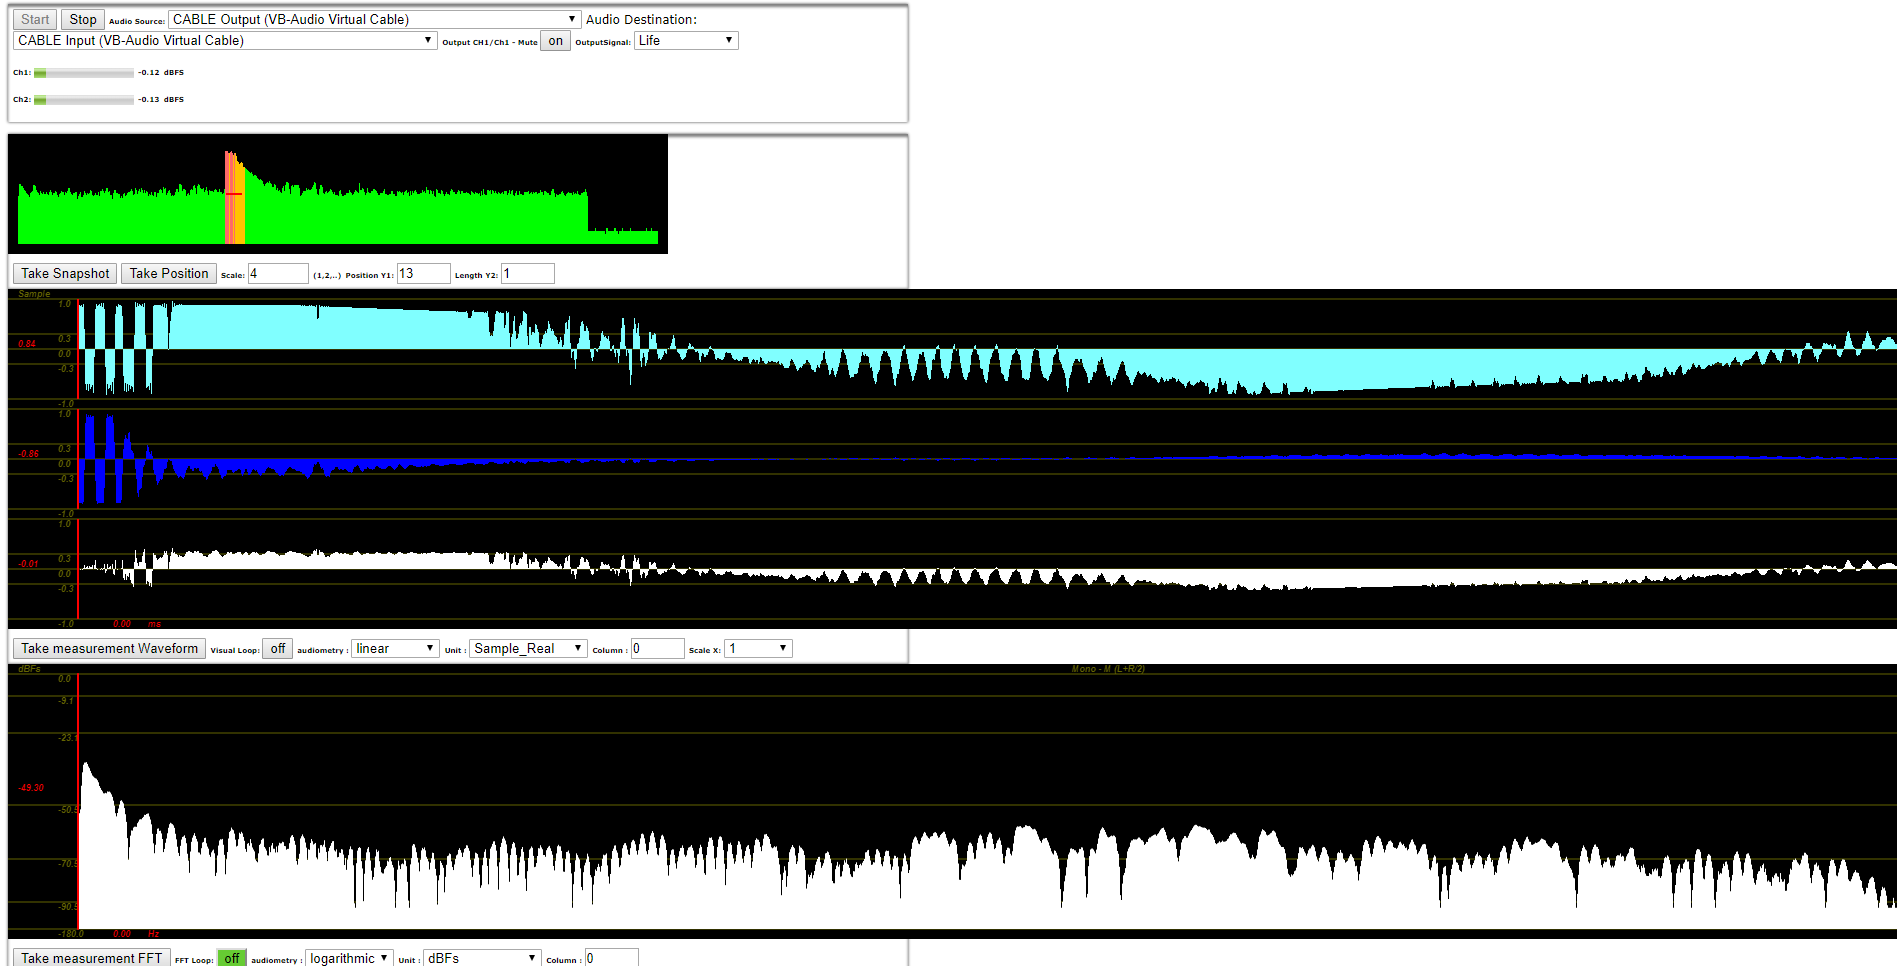 Start Stop Audio Source: CABLE Output (VB-Audio Virtual Cable) Audio Destination:
CABLE Input (VB-Audio Virtual Cable) Output CH1/Ch1 - Mute on OutputSignal: Life
Ch1: -0.12 dBFS
Ch2: -0.13 dBFS
Take Snapshot Take Position Scale: 4 (1,2,..) Position Y1: 13 Length Y2: 1
Sample
1.0
0.3
0.84
0.0
-0.3
-1.0
1.0
0.3
-0.86
0.0
-0.3
-1.0
1.0
0.3
-0.01
0.0
-0.3
-1.0 0.00 ms
Take measurement Waveform Visual Loop: off audiometry : linear Unit : Sample_Real Column : 0 Scale X: 1
dBFs Mono - M (L+R/2)
0.0
-9.1
-23.1
-49.30
-50.5
-70.5
-90.5
-180.0 0.00 Hz
Take measurement FFT FFT Loop: off audiometry : logarithmic Unit : dBFs Column : 0